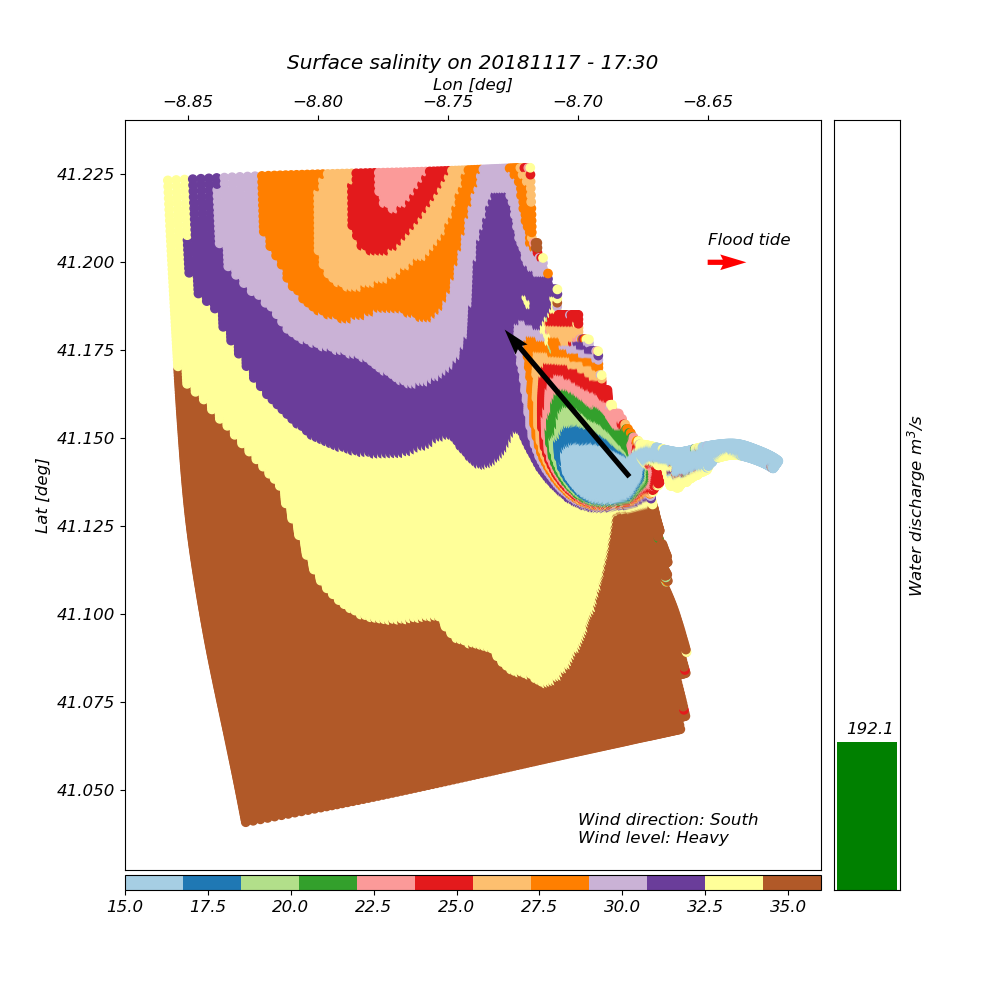 Surface salinity on 20181117 - 17:30
Lon [deg]
−8.85 −8.80 −8.75 −8.70 −8.65
41.225
41.200
41.175
41.150
41.125
41.100
41.075
41.050
Lat [deg]
Flood tide
Wind direction: South
Wind level: Heavy
192.1
Water discharge m³/s
15.0 17.5 20.0 22.5 25.0 27.5 30.0 32.5 35.0